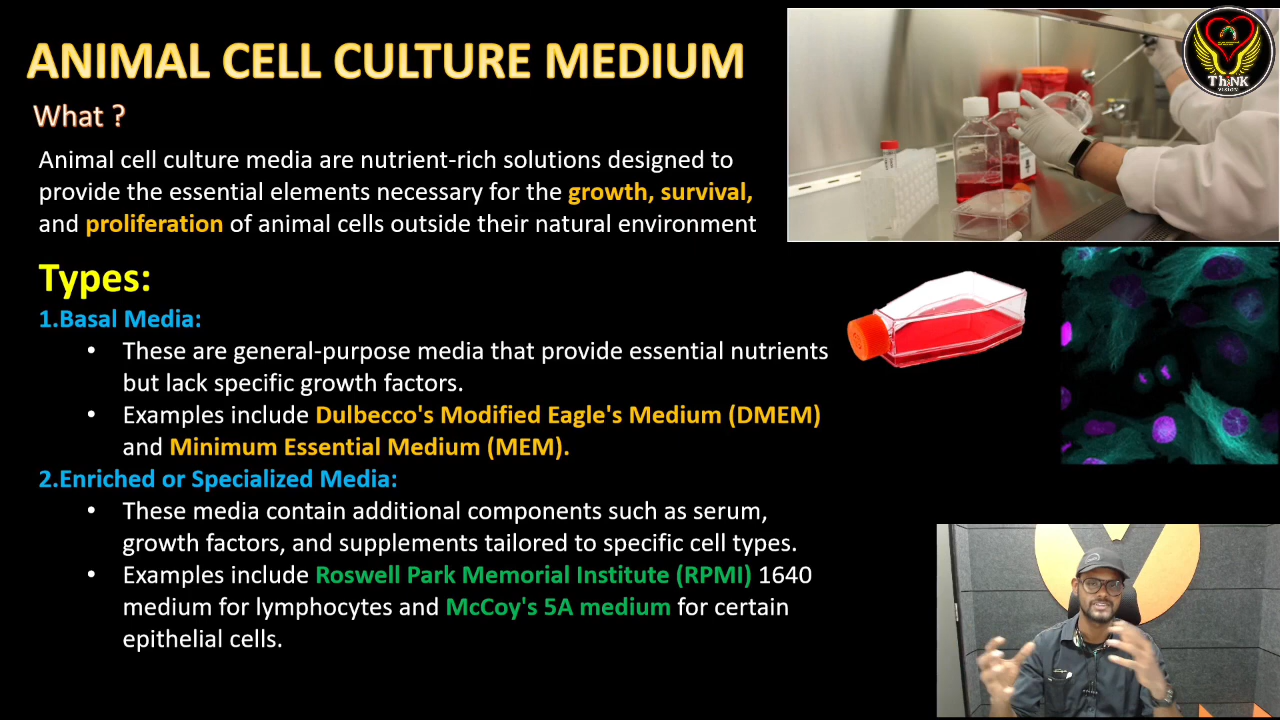 ANIMAL CELL CULTURE MEDIUM
What ?
Animal cell culture media are nutrient-rich solutions designed to
provide the essential elements necessary for the growth, survival,
and proliferation of animal cells outside their natural environment
Types:
1.Basal Media:
• These are general-purpose media that provide essential nutrients
but lack specific growth factors.
• Examples include Dulbecco's Modified Eagle's Medium (DMEM)
and Minimum Essential Medium (MEM).
2.Enriched or Specialized Media:
• These media contain additional components such as serum,
growth factors, and supplements tailored to specific cell types.
• Examples include Roswell Park Memorial Institute (RPMI) 1640
medium for lymphocytes and McCoy's 5A medium for certain
epithelial cells.
ThiNK
VISION